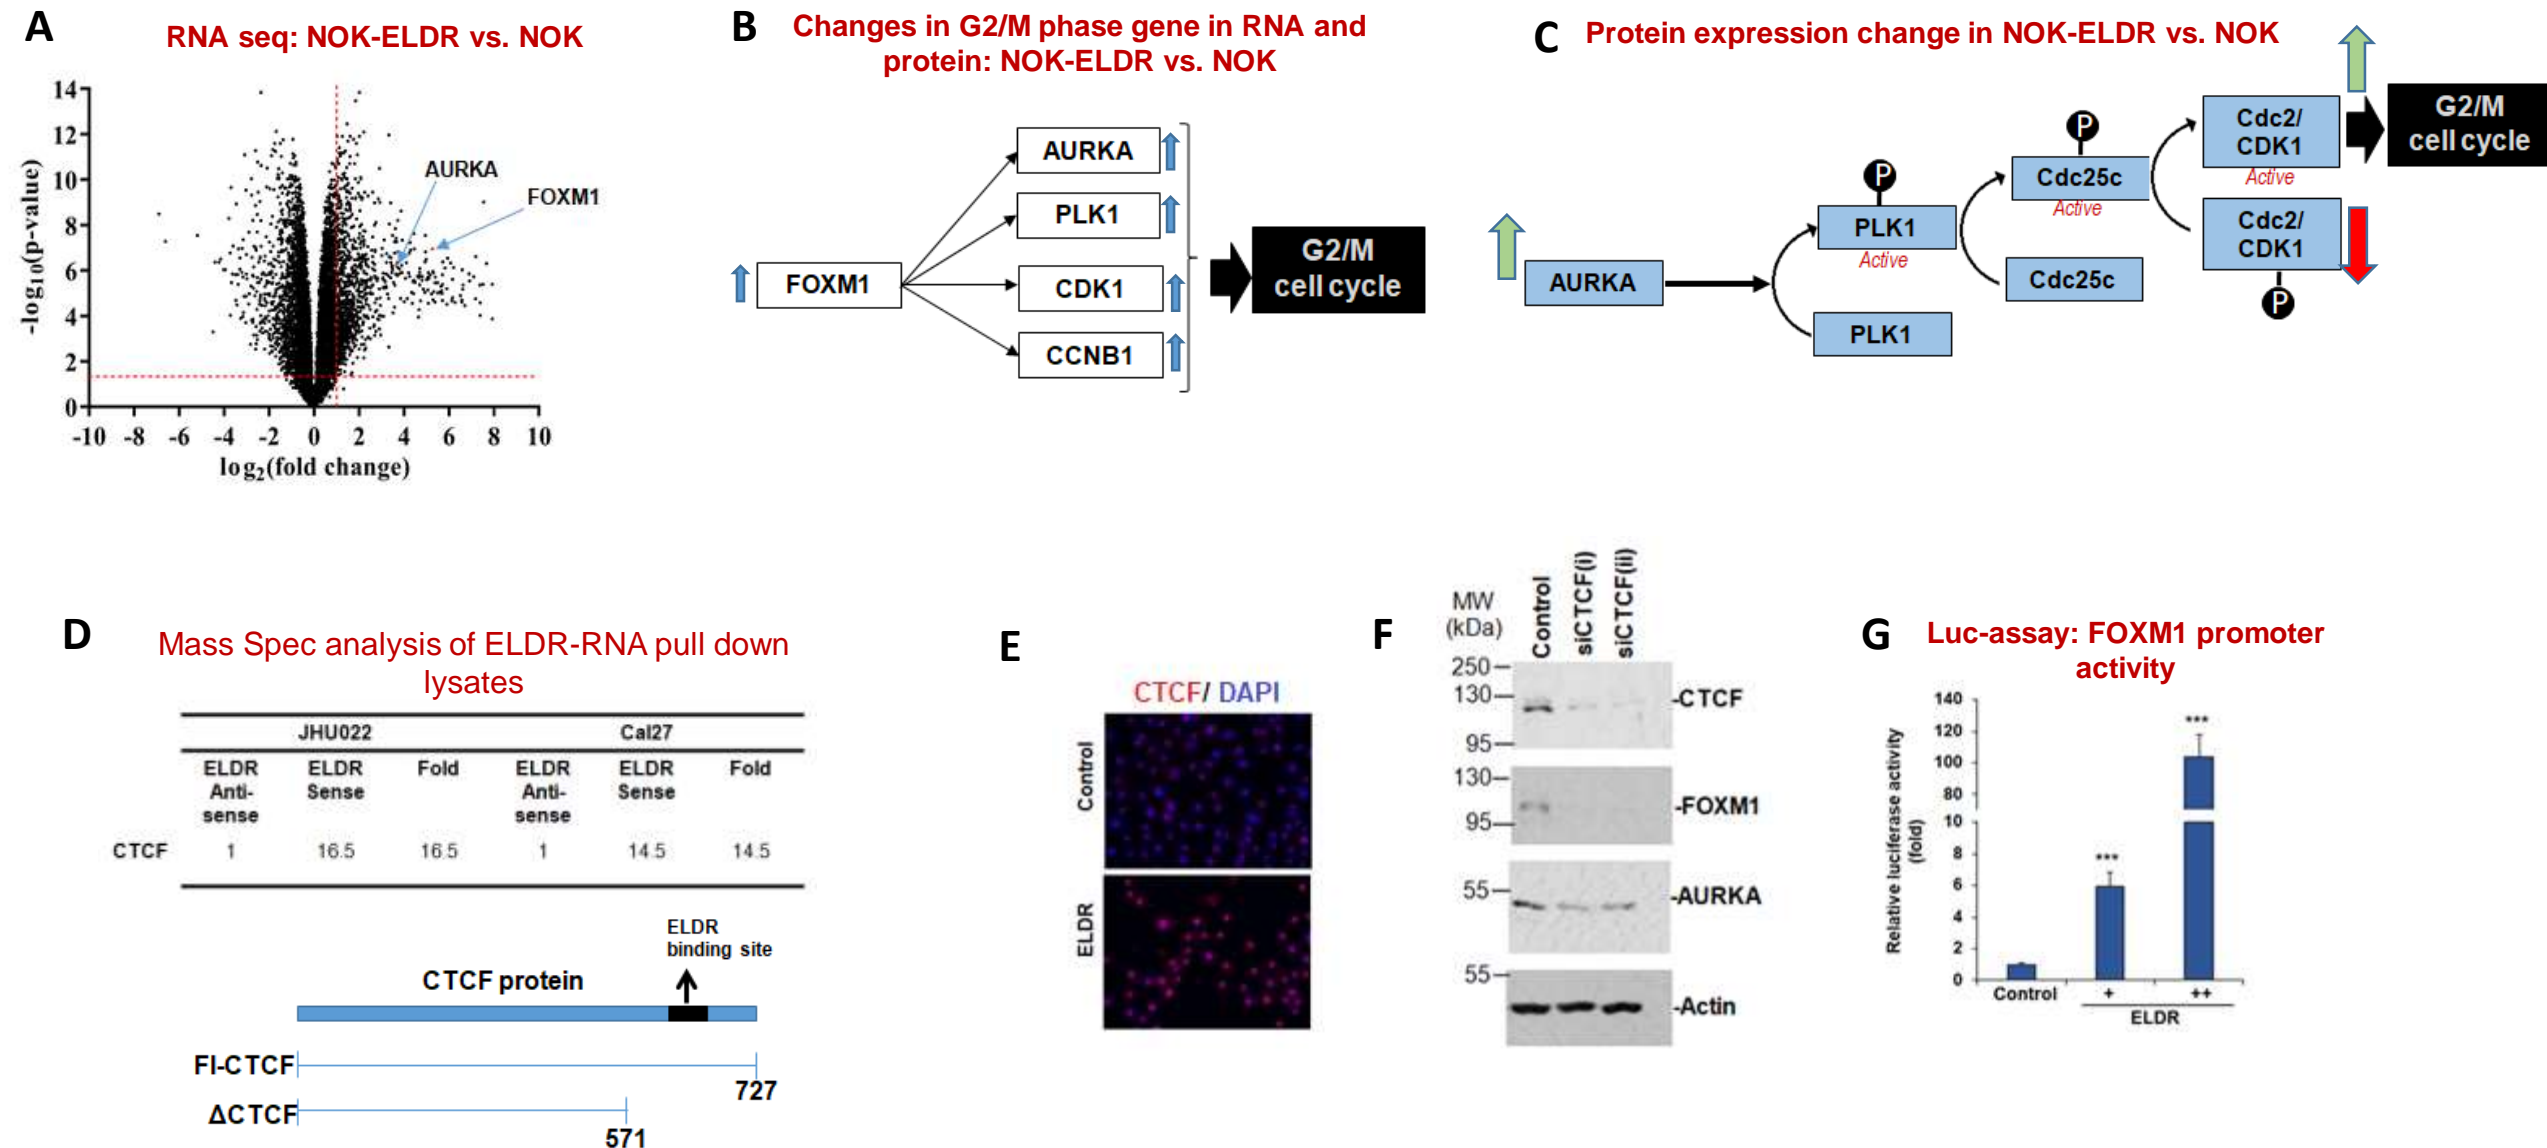 A
RNA seq: NOK-ELDR vs. NOK
14
12
10
8
6
4
2
0
-log10(p-value)
AURKA
FOXM1
-10 -8 -6 -4 -2 0 2 4 6 8 10
log2(fold change)
B
Changes in G2/M phase gene in RNA and
protein: NOK-ELDR vs. NOK
FOXM1
AURKA
PLK1
CDK1
CCNB1
G2/M
cell cycle
C
Protein expression change in NOK-ELDR vs. NOK
AURKA
P
PLK1
Active
PLK1
P
Cdc25c
Active
Cdc25c
Cdc2/
CDK1
Active
Cdc2/
CDK1
P
G2/M
cell cycle
D
Mass Spec analysis of ELDR-RNA pull down
lysates
JHU022 Cal27
ELDR Anti-sense ELDR Sense Fold ELDR Anti-sense ELDR Sense Fold
CTCF 1 16.5 16.5 1 14.5 14.5
ELDR
binding site
CTCF protein
Fl-CTCF
727
ΔCTCF
571
E
CTCF/ DAPI
Control
ELDR
F
MW
(kDa)
Control
siCTCF(i)
siCTCF(ii)
250
130
-CTCF
95
130
-FOXM1
95
55
-AURKA
55
-Actin
G
Luc-assay: FOXM1 promoter
activity
Relative luciferase activity
(fold)
140
120
100
80
10
8
6
4
2
0
***
***
Control + ++
ELDR